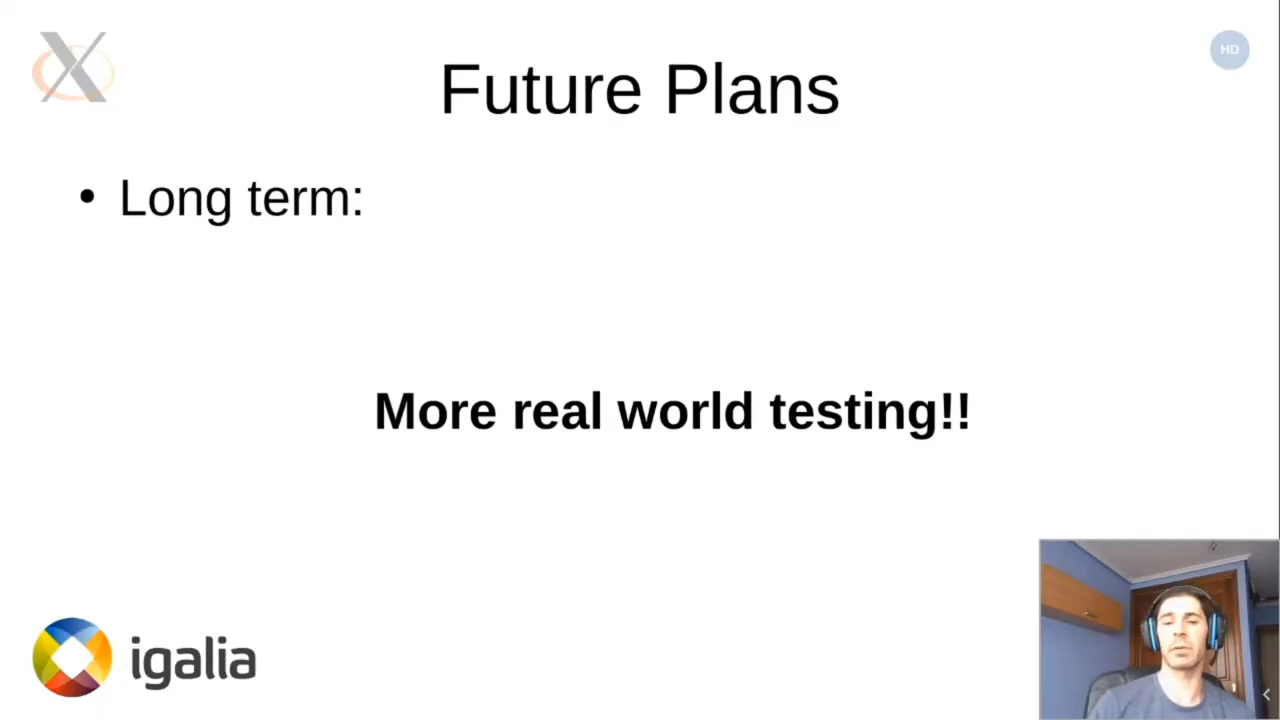 HD
Future Plans
• Long term:
More real world testing!!
igalia